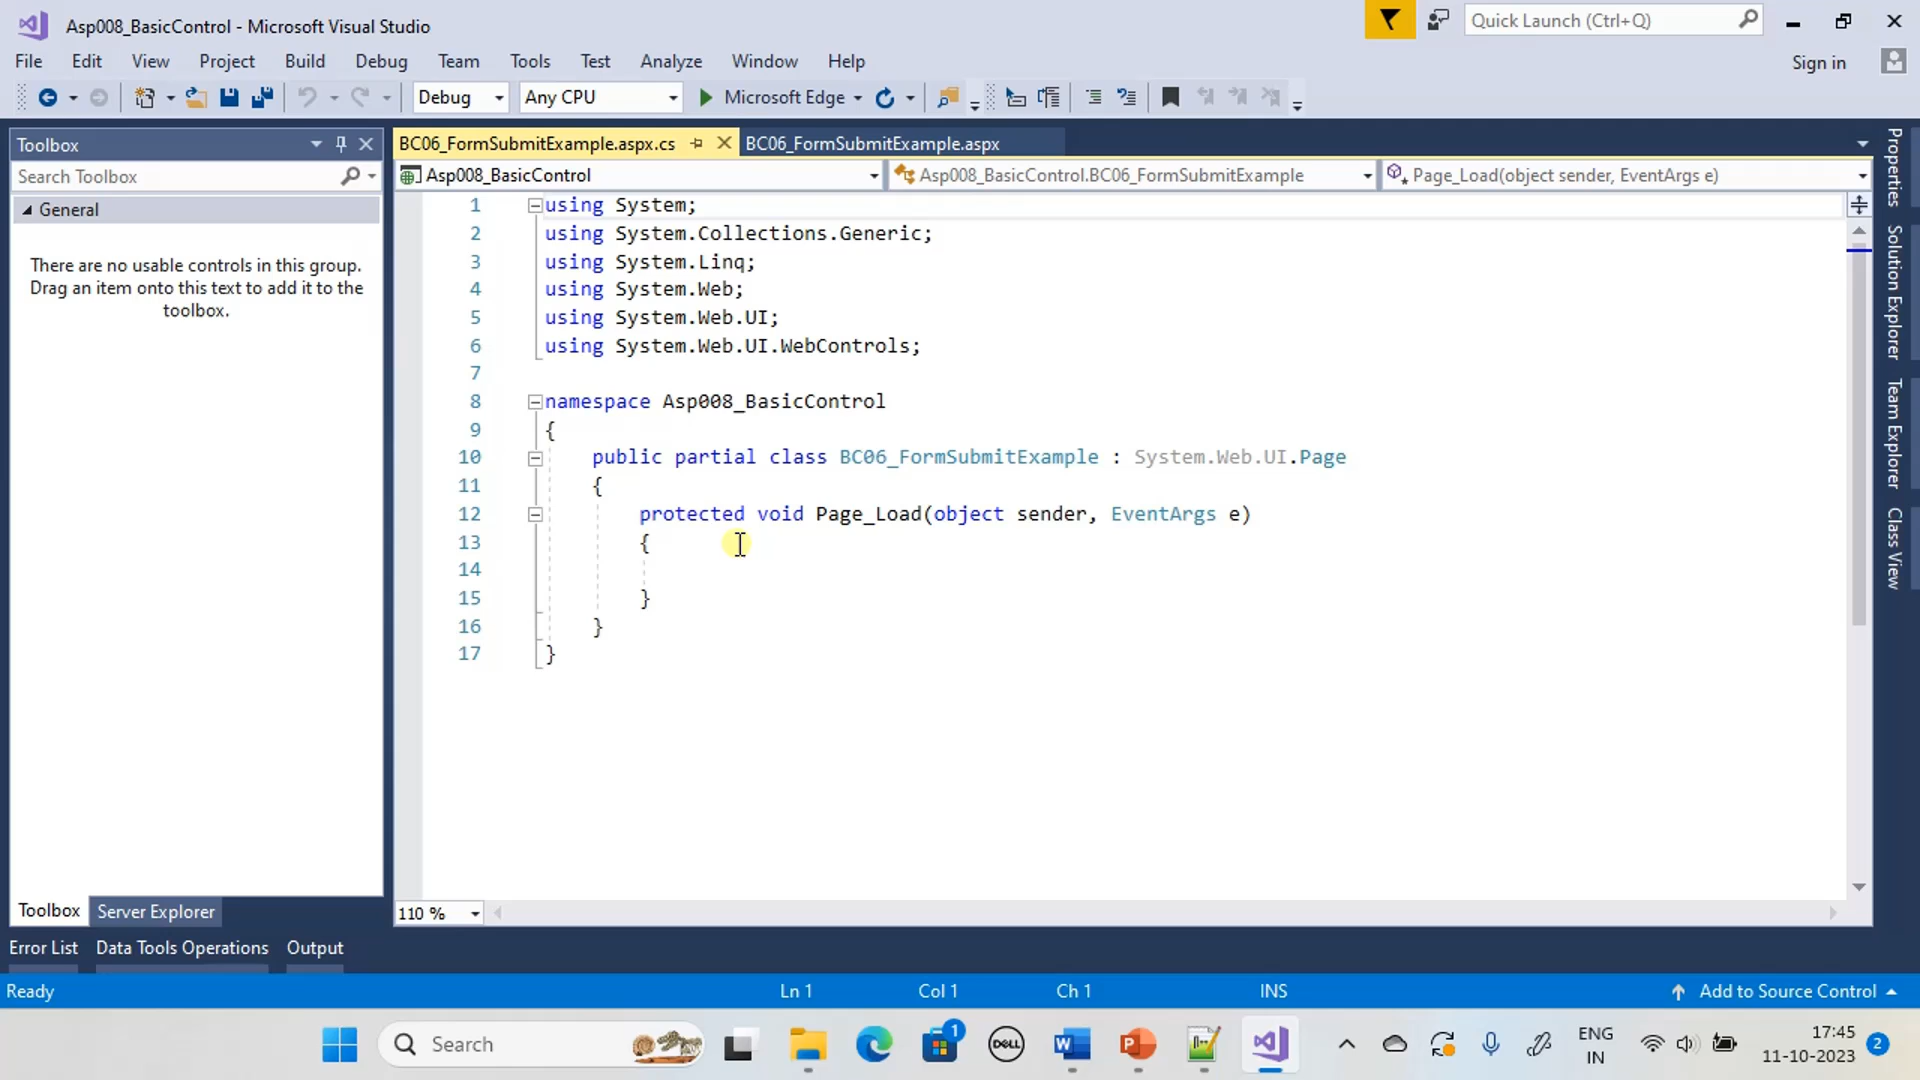 Asp008_BasicControl - Microsoft Visual Studio
Quick Launch (Ctrl+Q)
File Edit View Project Build Debug Team Tools Test Analyze Window Help
Sign in
Debug Any CPU Microsoft Edge
Toolbox
Search Toolbox
General
There are no usable controls in this group.
Drag an item onto this text to add it to the
toolbox.
Toolbox Server Explorer
BC06_FormSubmitExample.aspx.cs BC06_FormSubmitExample.aspx
Asp008_BasicControl Asp008_BasicControl.BC06_FormSubmitExample Page_Load(object sender, EventArgs e)
1 using System;
2 using System.Collections.Generic;
3 using System.Linq;
4 using System.Web;
5 using System.Web.UI;
6 using System.Web.UI.WebControls;
7
8 namespace Asp008_BasicControl
9 {
10 public partial class BC06_FormSubmitExample : System.Web.UI.Page
11 {
12 protected void Page_Load(object sender, EventArgs e)
13 {
14
15 }
16 }
17 }
110 %
Properties
Solution Explorer
Team Explorer
Class View
Error List Data Tools Operations Output
Ready Ln 1 Col 1 Ch 1 INS Add to Source Control
Search
1
DELL
ENG
IN
17:45
11-10-2023
2